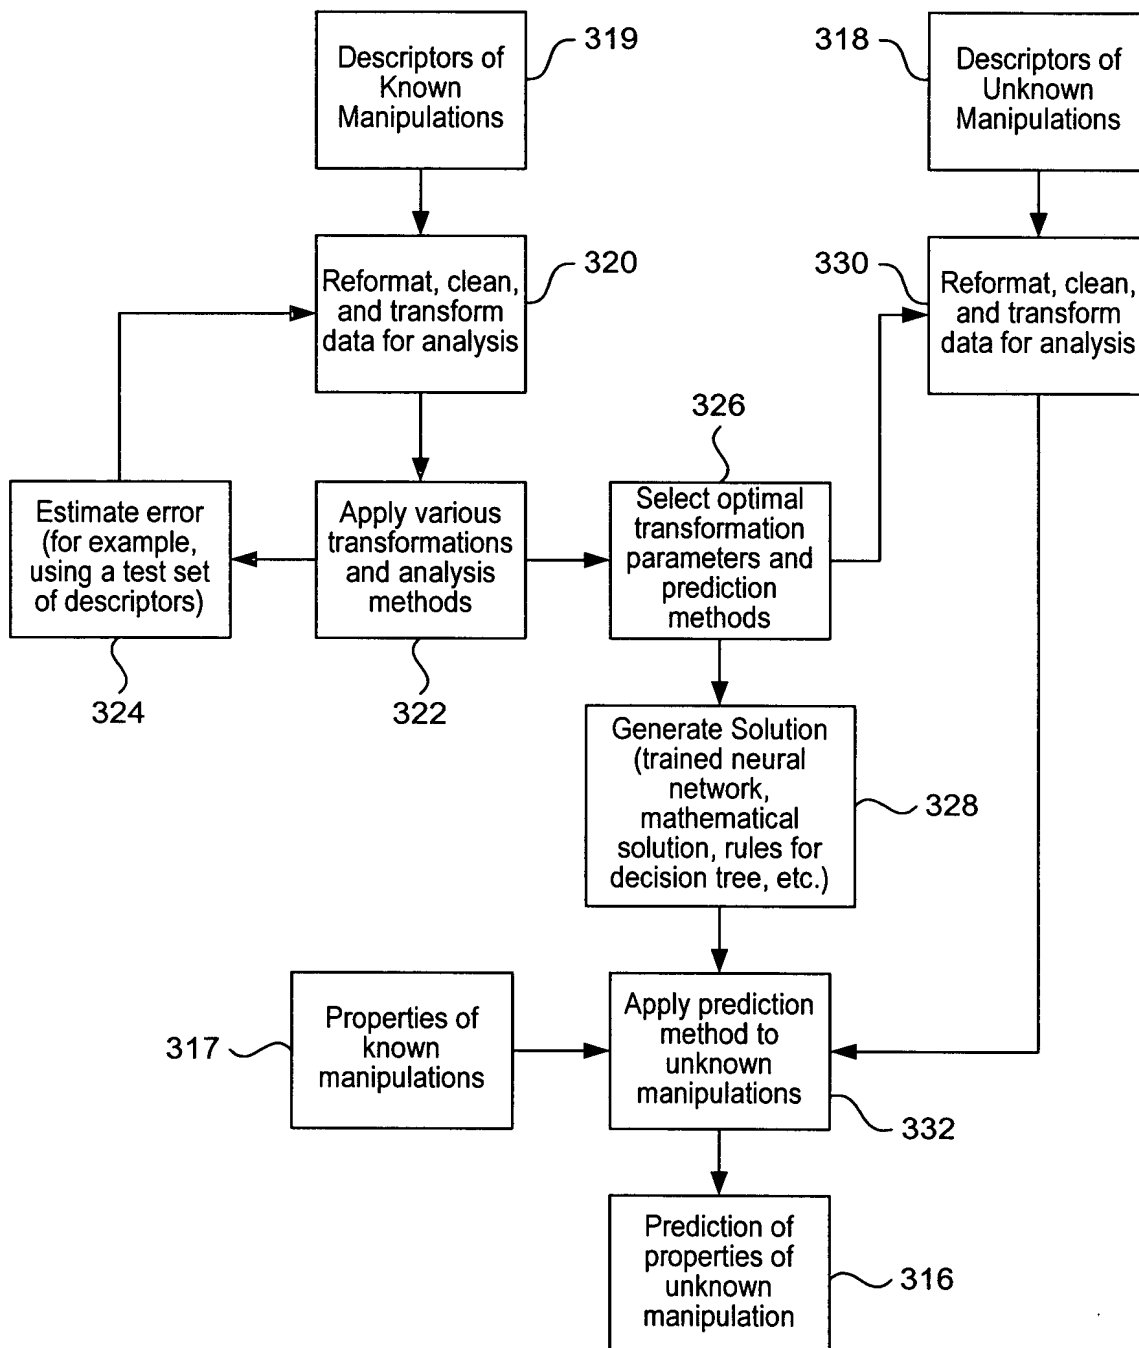 Descriptors of
Known
Manipulations
319
318
Descriptors of
Unknown
Manipulations
Reformat, clean,
and transform
data for analysis
320
330
Reformat, clean,
and transform
data for analysis
326
Estimate error
(for example,
using a test set
of descriptors)
324
Apply various
transformations
and analysis
methods
322
Select optimal
transformation
parameters and
prediction
methods
Generate Solution
(trained neural
network,
mathematical
solution, rules for
decision tree, etc.)
328
317
Properties of
known
manipulations
Apply prediction
method to
unknown
manipulations
332
Prediction of
properties of
unknown
manipulation
316